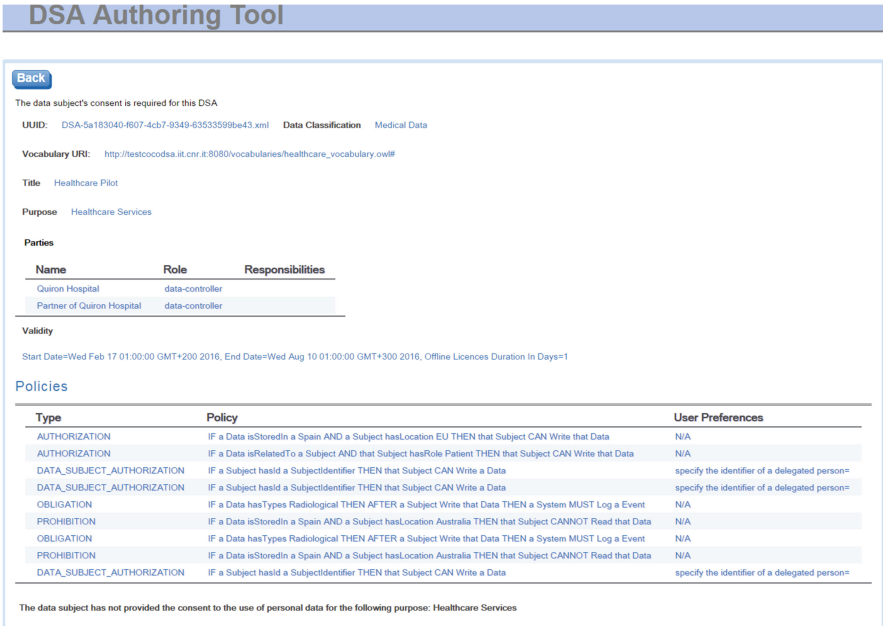 DSA Authoring Tool
Back
The data subject's consent is required for this DSA
UUID: DSA-5a183040-f607-4cb7-9349-63533599be43.xml Data Classification Medical Data
Vocabulary URI: http://testcocodsa.iit.cnr.it:8080/vocabularies/healthcare_vocabulary.owl#
Title Healthcare Pilot
Purpose Healthcare Services
Parties
Name Role Responsibilities
Quiron Hospital data-controller
Partner of Quiron Hospital data-controller
Validity
Start Date=Wed Feb 17 01:00:00 GMT+200 2016, End Date=Wed Aug 10 01:00:00 GMT+300 2016, Offline Licences Duration In Days=1
Policies
Type Policy User Preferences
AUTHORIZATION IF a Data isStoredIn a Spain AND a Subject hasLocation EU THEN that Subject CAN Write that Data N/A
AUTHORIZATION IF a Data isRelatedTo a Subject AND that Subject hasRole Patient THEN that Subject CAN Write that Data N/A
DATA_SUBJECT_AUTHORIZATION IF a Subject hasId a SubjectIdentifier THEN that Subject CAN Write a Data specify the identifier of a delegated person=
DATA_SUBJECT_AUTHORIZATION IF a Subject hasId a SubjectIdentifier THEN that Subject CAN Write a Data specify the identifier of a delegated person=
OBLIGATION IF a Data hasTypes Radiological THEN AFTER a Subject Write that Data THEN a System MUST Log a Event N/A
PROHIBITION IF a Data isStoredIn a Spain AND a Subject hasLocation Australia THEN that Subject CANNOT Read that Data N/A
OBLIGATION IF a Data hasTypes Radiological THEN AFTER a Subject Write that Data THEN a System MUST Log a Event N/A
PROHIBITION IF a Data isStoredIn a Spain AND a Subject hasLocation Australia THEN that Subject CANNOT Read that Data N/A
DATA_SUBJECT_AUTHORIZATION IF a Subject hasId a SubjectIdentifier THEN that Subject CAN Write a Data specify the identifier of a delegated person=
The data subject has not provided the consent to the use of personal data for the following purpose: Healthcare Services